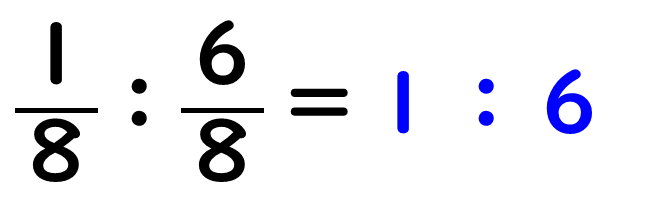 1/8 : 6/8 = 1 : 6